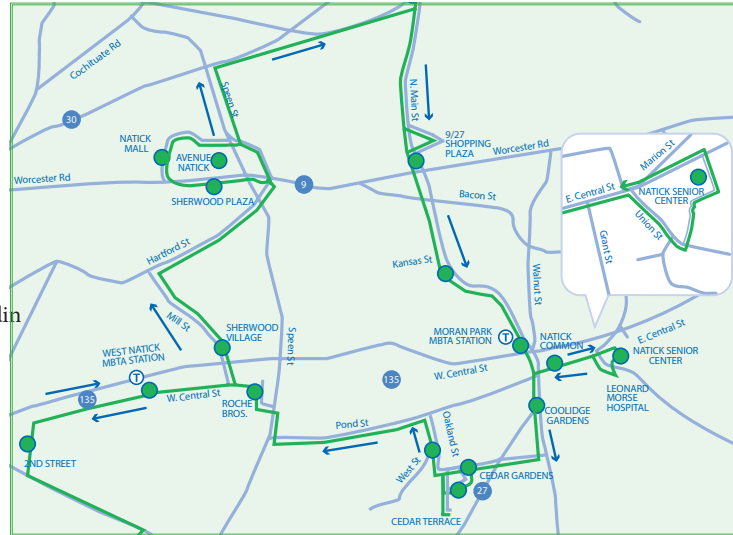 Cochituate Rd
30
Speen St
N. Main St
NATICK
MALL
AVENUE
NATICK
9/27
SHOPPING
PLAZA
Worcester Rd
Worcester Rd
9
SHERWOOD PLAZA
Bacon St
Marion St
E. Central St
NATICK SENIOR
CENTER
Union St
Grant St
Hartford St
Kansas St
Walnut St
lin
Mill St
SHERWOOD
VILLAGE
Speen St
MORAN PARK
MBTA STATION
T
NATICK
COMMON
E. Central St
NATICK SENIOR
CENTER
WEST NATICK
MBTA STATION
T
135
W. Central St
135
W. Central St
ROCHE
BROS.
LEONARD
MORSE
HOSPITAL
COOLIDGE
GARDENS
Pond St
Oakland St
West St
2ND STREET
CEDAR GARDENS
27
CEDAR TERRACE